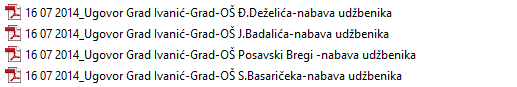 16 07 2014_Ugovor Grad Ivanić-Grad-OŠ Đ.Deželića-nabava udžbenika
16 07 2014_Ugovor Grad Ivanić-Grad-OŠ J.Badalića-nabava udžbenika
16 07 2014_Ugovor Grad Ivanić-Grad-OŠ Posavski Bregi -nabava udžbenika
16 07 2014_Ugovor Grad Ivanić-Grad-OŠ S.Basaričeka-nabava udžbenika